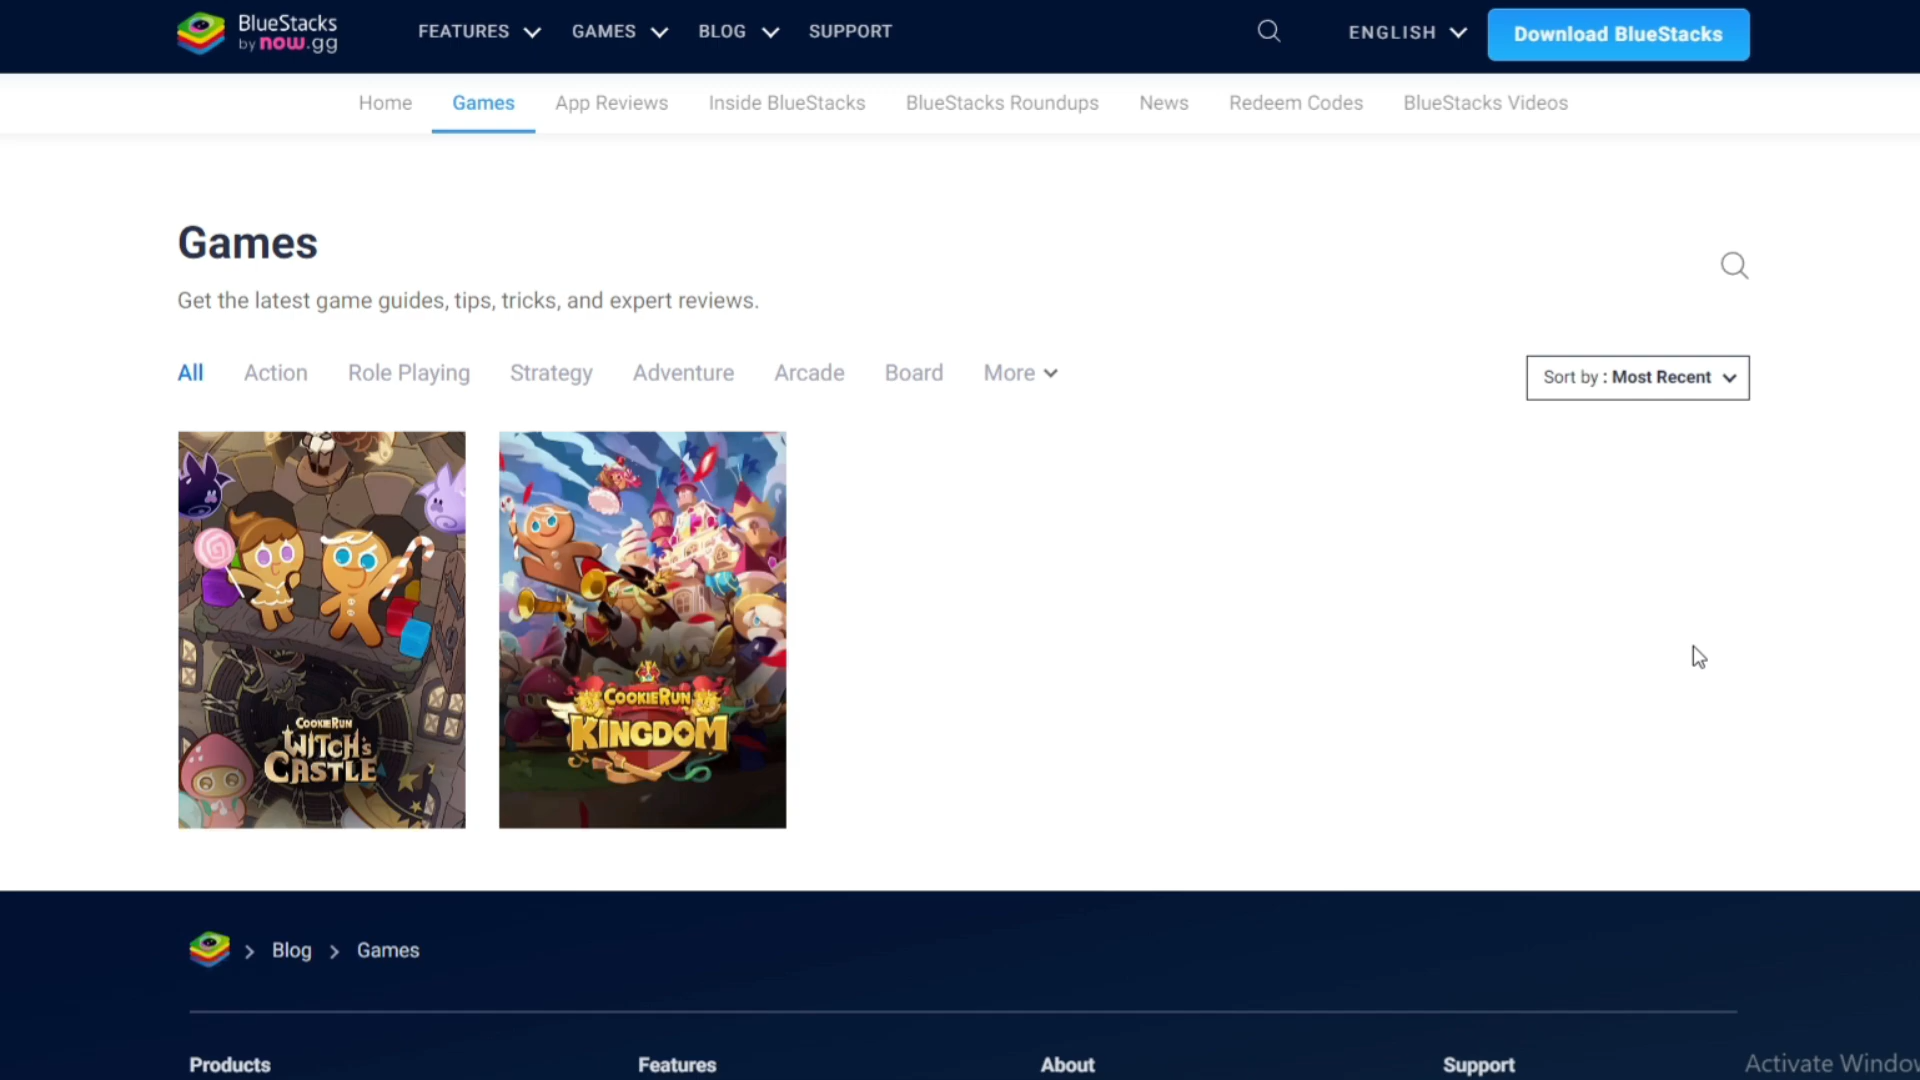 BlueStacks
by now.gg
FEATURES
GAMES
BLOG
SUPPORT
ENGLISH
Download BlueStacks
Home
Games
App Reviews
Inside BlueStacks
BlueStacks Roundups
News
Redeem Codes
BlueStacks Videos
Games
Get the latest game guides, tips, tricks, and expert reviews.
All
Action
Role Playing
Strategy
Adventure
Arcade
Board
More
Sort by : Most Recent
COOKIERUN
WITCH'S
CASTLE
COOKIERUN
KINGDOM
Blog
Games
Products
Features
About
Support
Activate Window